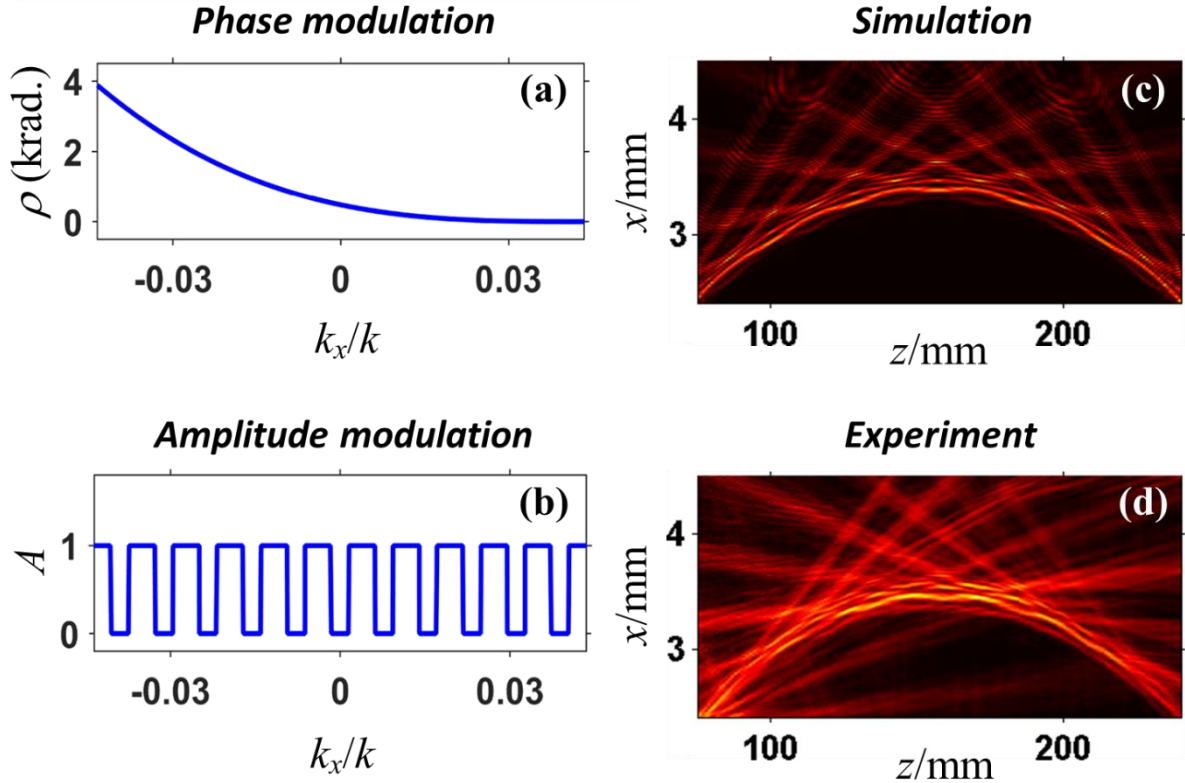 Phase modulation
(a)
ρ (krad.)
4
2
0
-0.03 0 0.03
kₓ/k
Simulation
(c)
x/mm
4
3
100 200
z/mm
Amplitude modulation
(b)
A
1
0
-0.03 0 0.03
kₓ/k
Experiment
(d)
x/mm
4
3
100 200
z/mm